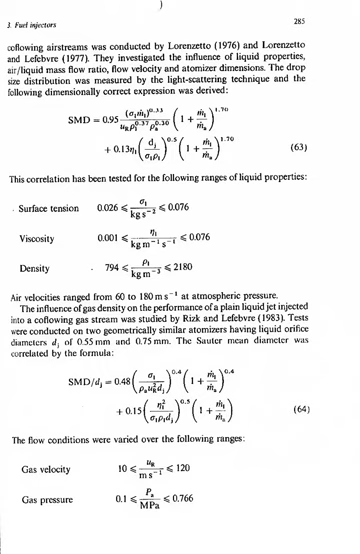 3. Fuel injectors 285
coflowing airstreams was conducted by Lorenzetto (1976) and Lorenzetto
and Lefebvre (1977). They investigated the influence of liquid properties,
air/liquid mass flow ratio, flow velocity and atomizer dimensions. The drop
size distribution was measured by the light-scattering technique and the
following dimensionally correct expression was derived:
SMD = 0.95 (σ_l ṁ_l)^0.33 / (u_R ρ_l^0.37 ρ_a^0.30) (1 + ṁ_l/ṁ_a)^1.70
+ 0.13η_l (d_j/(σ_l ρ_l))^0.5 (1 + ṁ_l/ṁ_a)^1.70 (63)
This correlation has been tested for the following ranges of liquid properties:
Surface tension 0.026 ⩽ σ_l/(kg s^−2) ⩽ 0.076
Viscosity 0.001 ⩽ η_l/(kg m^−1 s^−1) ⩽ 0.076
Density 794 ⩽ ρ_l/(kg m^−3) ⩽ 2180
Air velocities ranged from 60 to 180 m s^−1 at atmospheric pressure.
The influence of gas density on the performance of a plain liquid jet injected
into a coflowing gas stream was studied by Rizk and Lefebvre (1983). Tests
were conducted on two geometrically similar atomizers having liquid orifice
diameters d_j of 0.55 mm and 0.75 mm. The Sauter mean diameter was
correlated by the formula:
SMD/d_j = 0.48 (σ_l/(ρ_a u_R^2 d_j))^0.4 (1 + ṁ_l/ṁ_a)^0.4
+ 0.15 (η_l^2/(σ_l ρ_l d_j))^0.5 (1 + ṁ_l/ṁ_a) (64)
The flow conditions were varied over the following ranges:
Gas velocity 10 ⩽ u_R/(m s^−1) ⩽ 120
Gas pressure 0.1 ⩽ P_a/MPa ⩽ 0.766